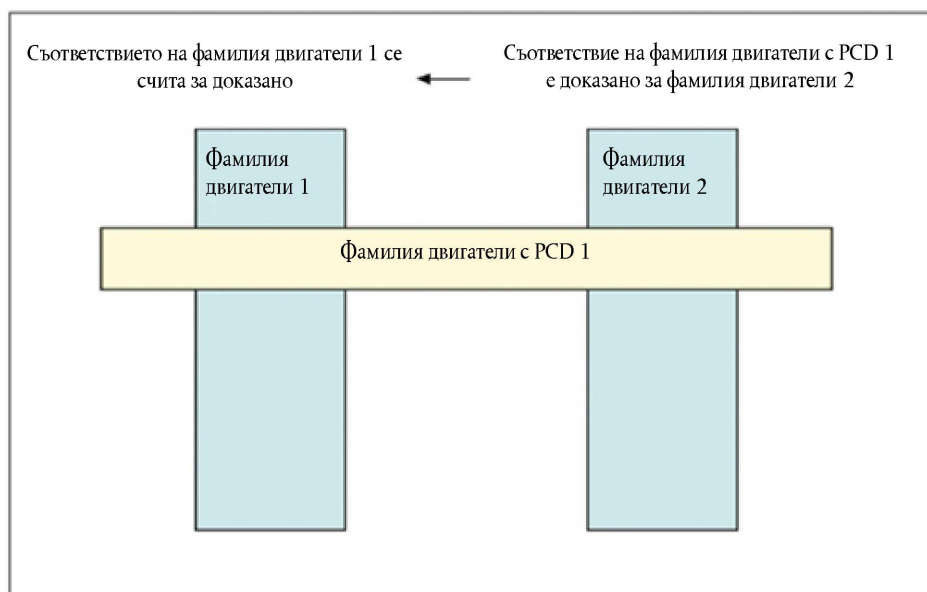 Съответствието на фамилия двигатели 1 се
счита за доказано
Съответствие на фамилия двигатели с PCD 1
е доказано за фамилия двигатели 2
Фамилия
двигатели 1
Фамилия
двигатели 2
Фамилия двигатели с PCD 1